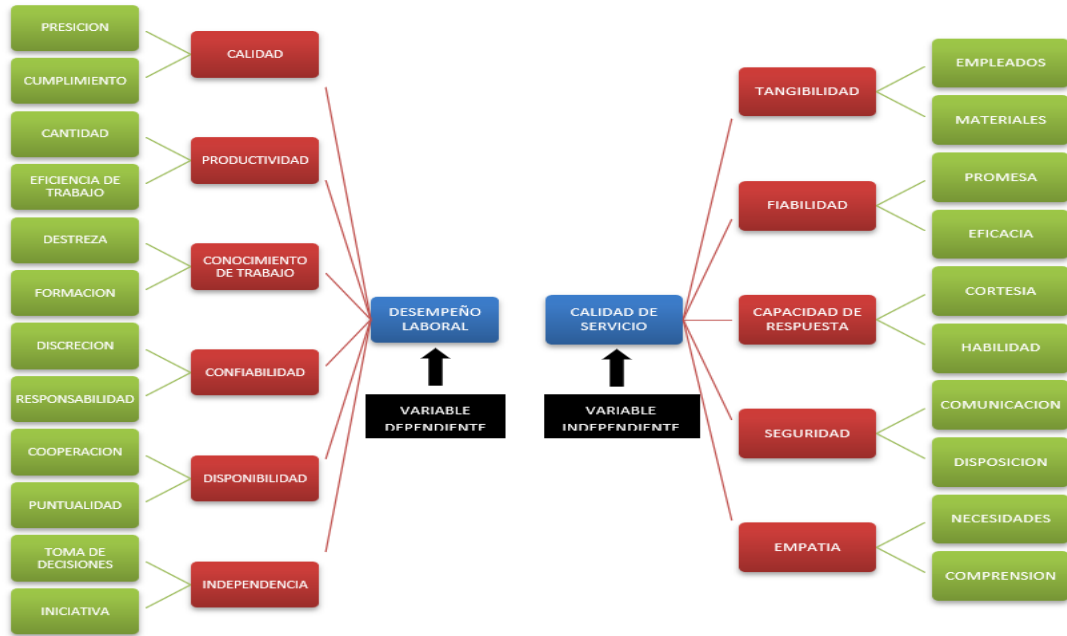 PRESICION
CUMPLIMIENTO
CALIDAD
CANTIDAD
EFICIENCIA DE
TRABAJO
PRODUCTIVIDAD
DESTREZA
FORMACION
CONOCIMIENTO
DE TRABAJO
DISCRECION
RESPONSABILIDAD
CONFIABILIDAD
COOPERACION
PUNTUALIDAD
DISPONIBILIDAD
TOMA DE
DECISIONES
INICIATIVA
INDEPENDENCIA
DESEMPEÑO
LABORAL
VARIABLE
DEPENDIENTE
CALIDAD DE
SERVICIO
VARIABLE
INDEPENDIENTE
TANGIBILIDAD
EMPLEADOS
MATERIALES
FIABILIDAD
PROMESA
EFICACIA
CAPACIDAD DE
RESPUESTA
CORTESIA
HABILIDAD
SEGURIDAD
COMUNICACION
DISPOSICION
EMPATIA
NECESIDADES
COMPRENSION